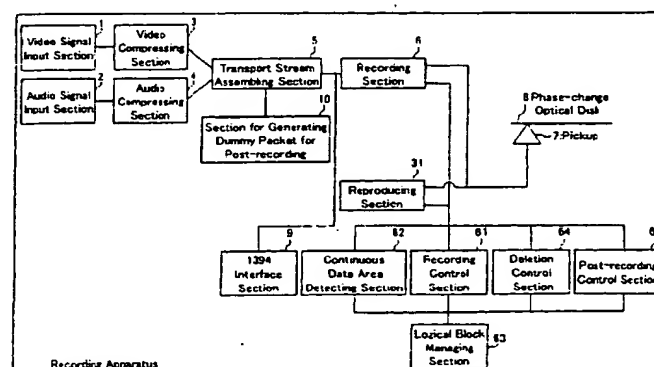 1
Video Signal
Input Section
3
Video
Compressing
Section
2
Audio Signal
Input Section
4
Audio
Compressing
Section
5
Transport Stream
Assembling Section
6
Recording
Section
10
Section for Generating
Dummy Packet for
Post-recording
8 Phase-change
Optical Disk
7:Pickup
31
Reproducing
Section
9
1394
Interface
Section
62
Continuous
Data Area
Detecting Section
61
Recording
Control
Section
64
Deletion
Control
Section
Post-recording
Control Section
Logical Block
Managing
Section
63
Recording Apparatus